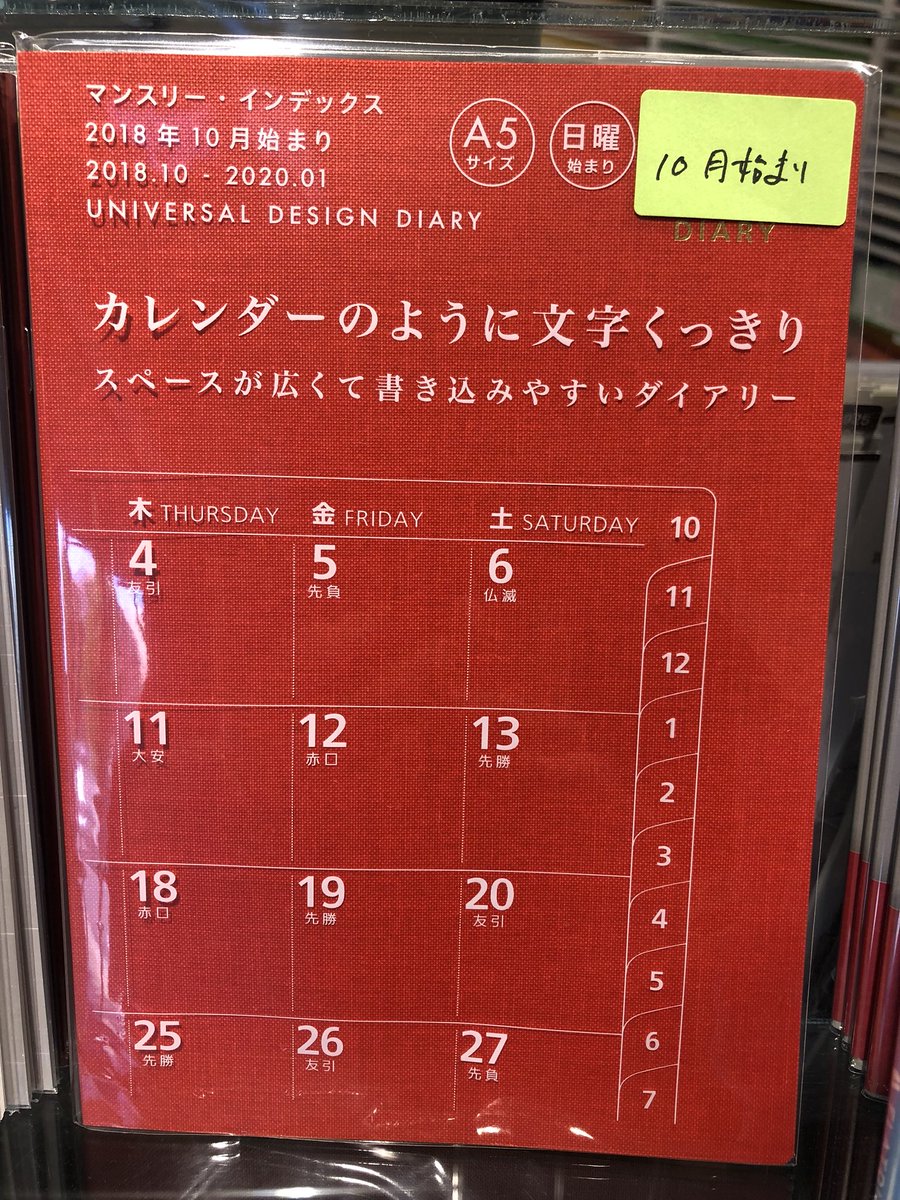 マンスリー・インデックス
2018年10月始まり
2018.10 - 2020.01
UNIVERSAL DESIGN DIARY
A5
サイズ
日曜
始まり
10月始まり
DIARY
カレンダーのように文字くっきり
スペースが広くて書き込みやすいダイアリー
木 THURSDAY 金 FRIDAY 土 SATURDAY 10
4 5 6
友引 先負 仏滅
11
12
11 12 13 1
大安 赤口 先勝
2
3
18 19 20
赤口 先勝 友引
4
5
25 26 27 6
先勝 友引 先負
7